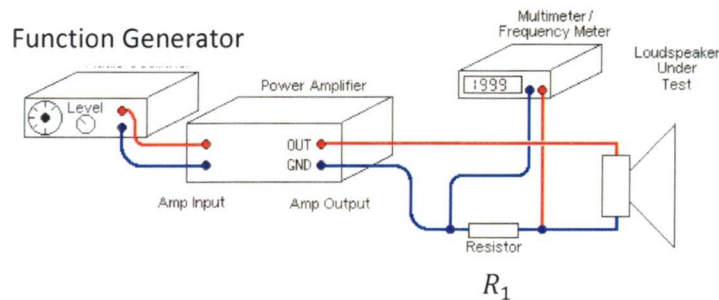 Function Generator
Level
Power Amplifier
OUT
GND
Amp Input
Amp Output
Multimeter/
Frequency Meter
1999
Loudspeaker
Under
Test
Resistor
R1